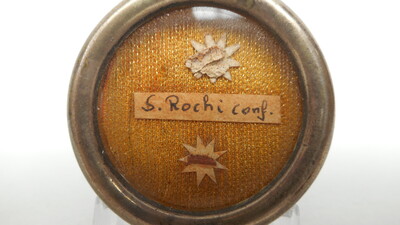 S. Rochi conf.